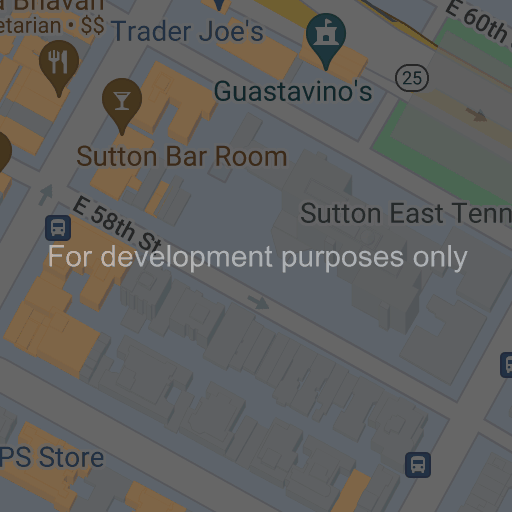 a Bhavan
etarian • $$
Trader Joe's
E 60th S
Guastavino's
25
Sutton Bar Room
E 58th St
Sutton East Tenn
For development purposes only
PS Store